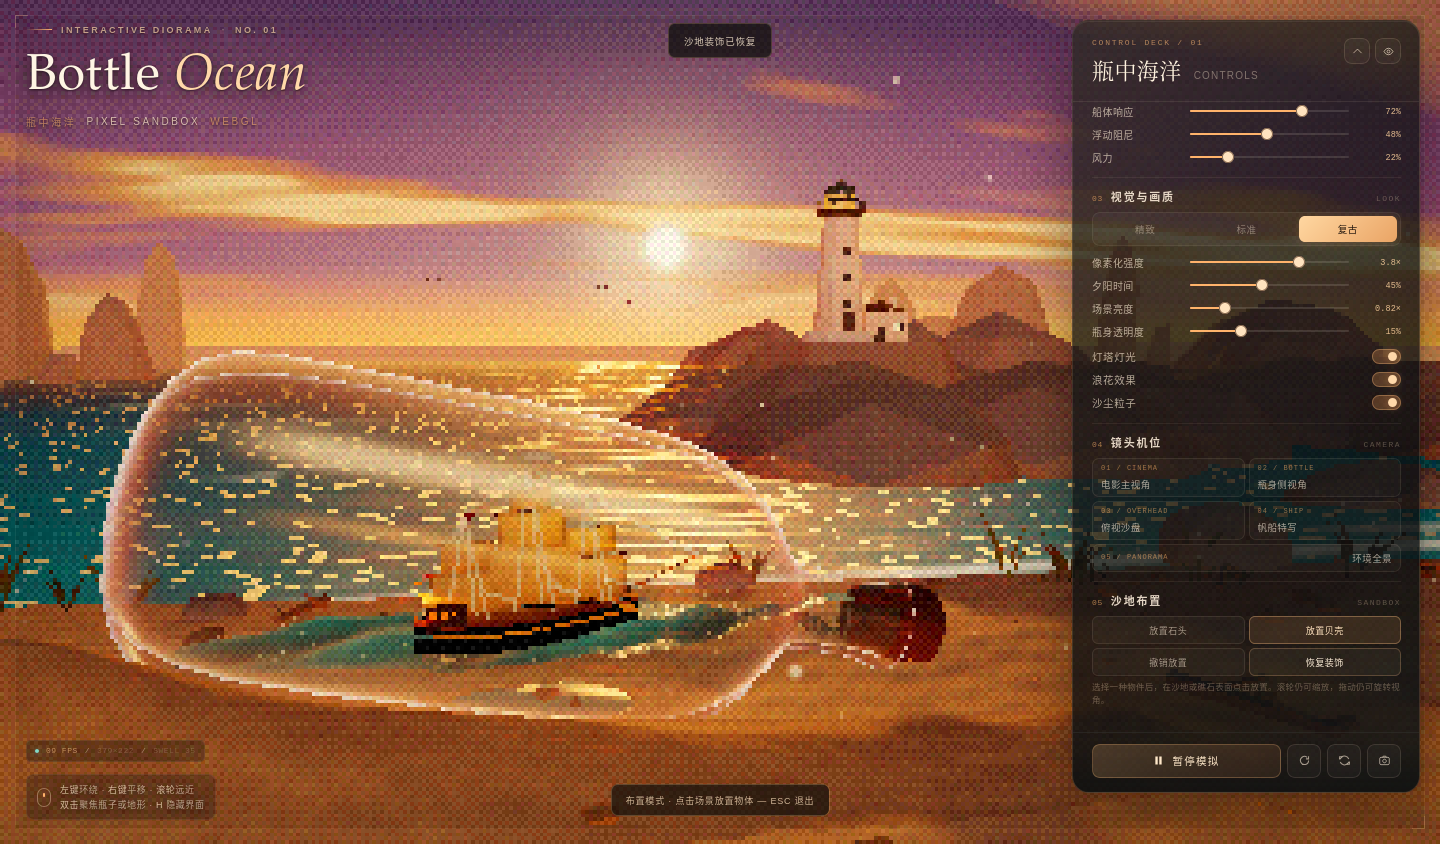 INTERACTIVE DIORAMA · NO. 01
Bottle Ocean
瓶中海洋 · PIXEL SANDBOX · WEBGL
沙地装饰已恢复
CONTROL DECK / 01
瓶中海洋 CONTROLS
船体响应 72%
浮动阻尼 48%
风力 22%
03 视觉与画质 LOOK
精致 标准 复古
像素化强度 3.8×
夕阳时间 45%
场景亮度 0.82×
瓶身透明度 15%
灯塔灯光
浪花效果
沙尘粒子
04 镜头机位 CAMERA
01 / CINEMA
电影主视角
02 / BOTTLE
瓶身侧视角
03 / OVERHEAD
俯视沙盘
04 / SHIP
帆船特写
05 / PANORAMA 环境全景
05 沙地布置 SANDBOX
放置石头 放置贝壳
撤销放置 恢复装饰
选择一种物件后，在沙地或礁石表面点击放置。滚轮仍可缩放，拖动仍可旋转视
角。
暂停模拟
09 FPS / 379×222 / SHELL
左键环绕 · 右键平移 · 滚轮远近
双击聚焦瓶子或地形 · H 隐藏界面
布置模式 · 点击场景放置物体 — ESC 退出